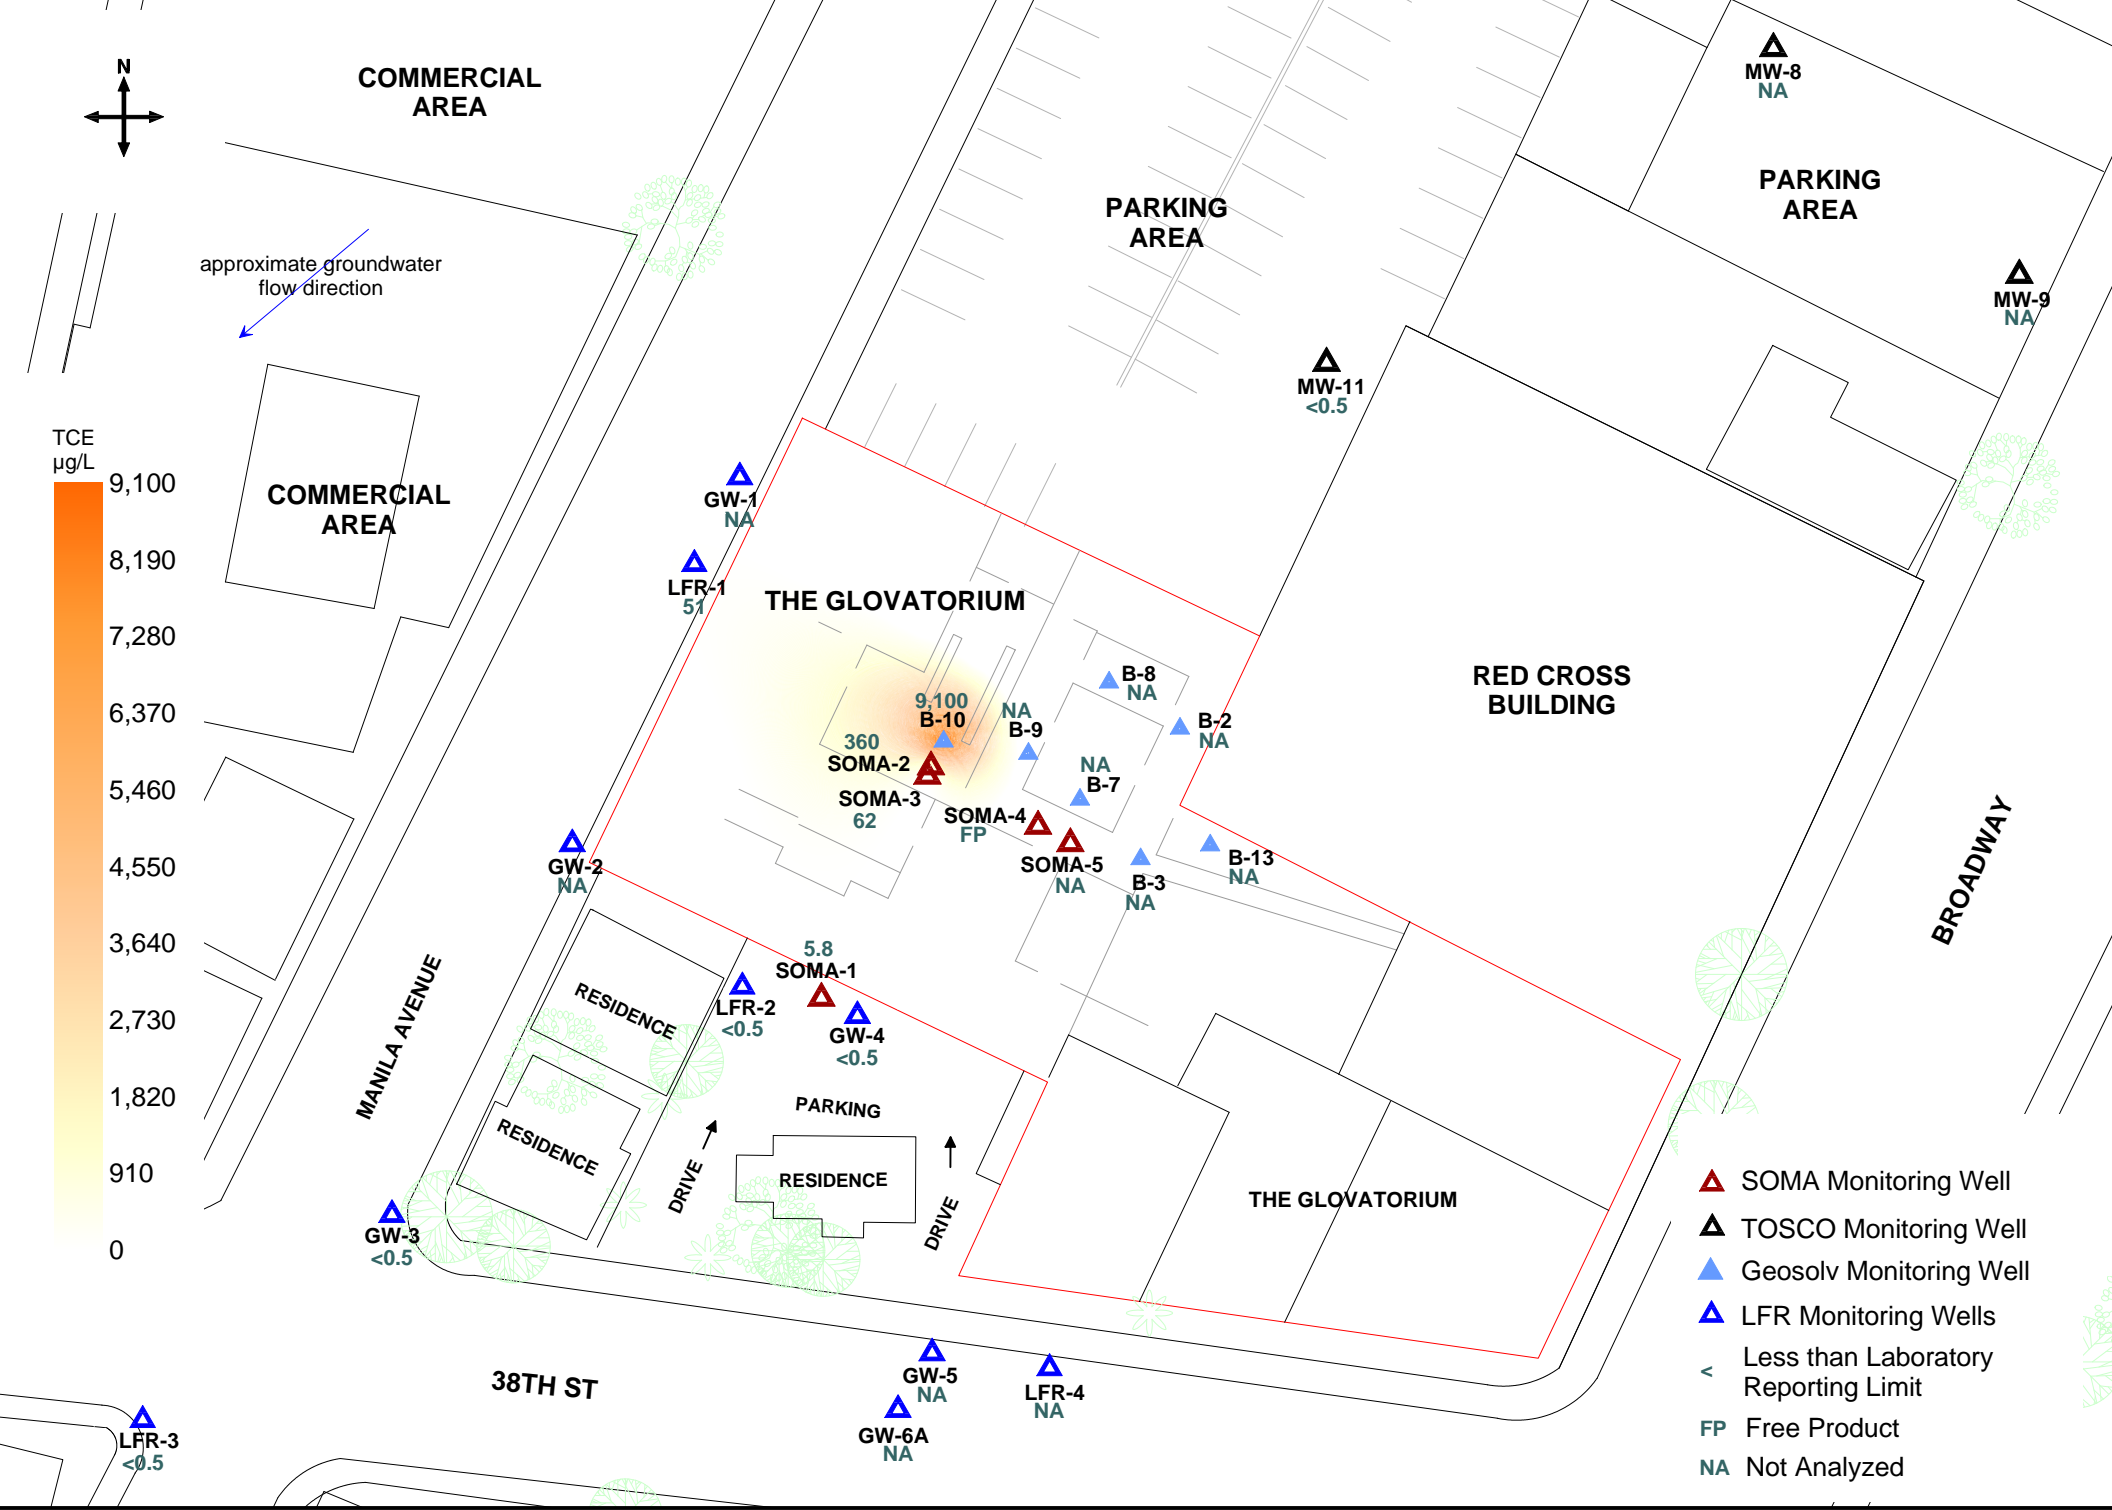 N
COMMERCIAL
AREA
MW-8
NA
PARKING
AREA
PARKING
AREA
approximate groundwater
flow direction
MW-9
NA
MW-11
<0.5
TCE
µg/L
9,100
8,190
7,280
6,370
5,460
4,550
3,640
2,730
1,820
910
0
COMMERCIAL
AREA
GW-1
NA
LFR-1
51
THE GLOVATORIUM
RED CROSS
BUILDING
B-8
NA
9,100
B-10
NA
B-9
B-2
NA
360
SOMA-2
NA
B-7
SOMA-3
62
SOMA-4
FP
SOMA-5
NA
B-13
NA
B-3
NA
GW-2
NA
BROADWAY
MANILA AVENUE
5.8
SOMA-1
RESIDENCE
LFR-2
<0.5
GW-4
<0.5
PARKING
RESIDENCE
DRIVE
RESIDENCE
DRIVE
THE GLOVATORIUM
GW-3
<0.5
38TH ST
GW-5
NA
LFR-4
NA
GW-6A
NA
LFR-3
<0.5
SOMA Monitoring Well
TOSCO Monitoring Well
Geosolv Monitoring Well
LFR Monitoring Wells
< Less than Laboratory
Reporting Limit
FP Free Product
NA Not Analyzed